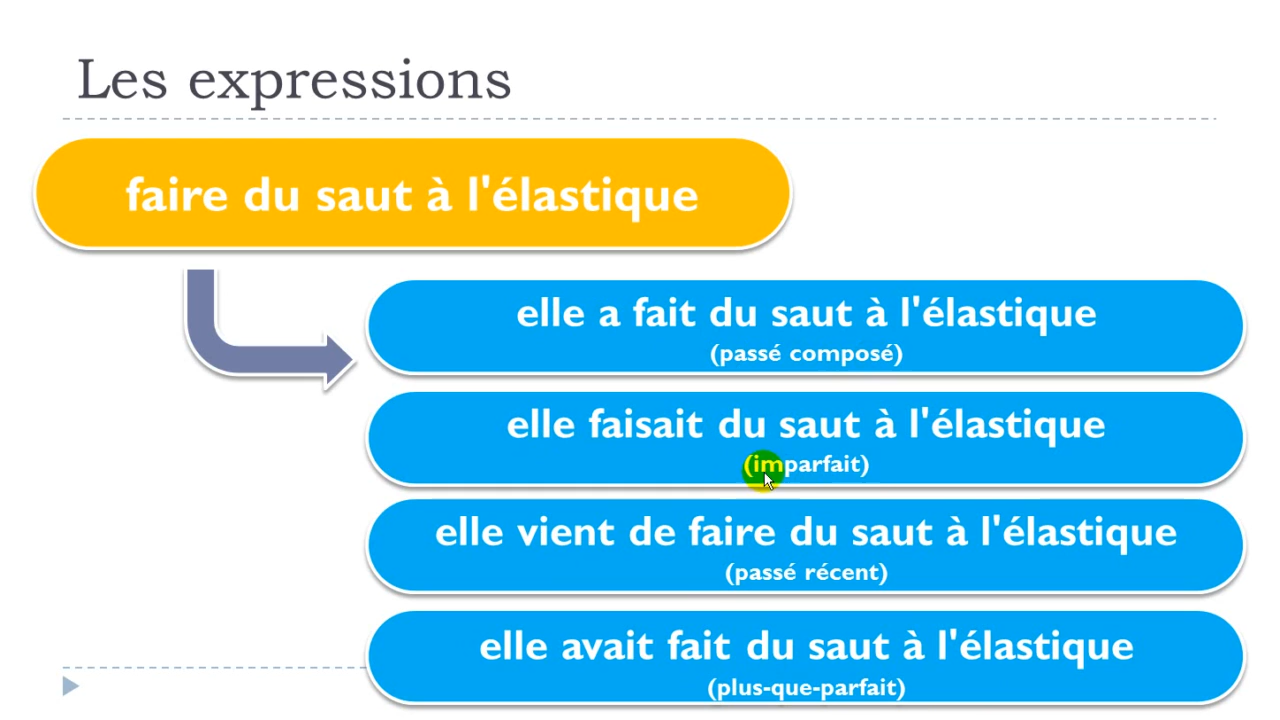 Les expressions
faire du saut à l'élastique
elle a fait du saut à l'élastique
(passé composé)
elle faisait du saut à l'élastique
(imparfait)
elle vient de faire du saut à l'élastique
(passé récent)
elle avait fait du saut à l'élastique
(plus-que-parfait)